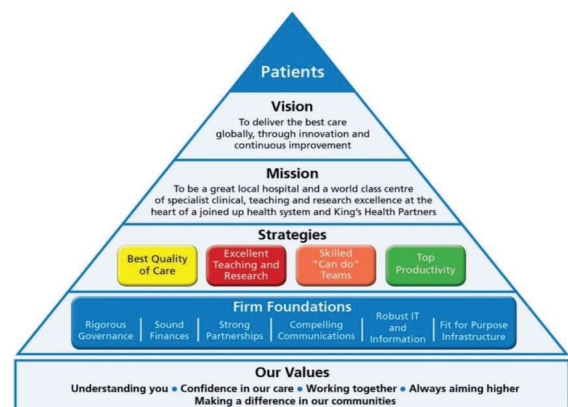 Patients
Vision
To deliver the best care
globally, through innovation and
continuous improvement
Mission
To be a great local hospital and a world class centre
of specialist clinical, teaching and research excellence at the
heart of a joined up health system and King's Health Partners
Strategies
Best Quality
of Care
Excellent
Teaching and
Research
Skilled
"Can do"
Teams
Top
Productivity
Firm Foundations
Rigorous
Governance
Sound
Finances
Strong
Partnerships
Compelling
Communications
Robust IT
and
Information
Fit for Purpose
Infrastructure
Our Values
Understanding you • Confidence in our care • Working together • Always aiming higher
Making a difference in our communities